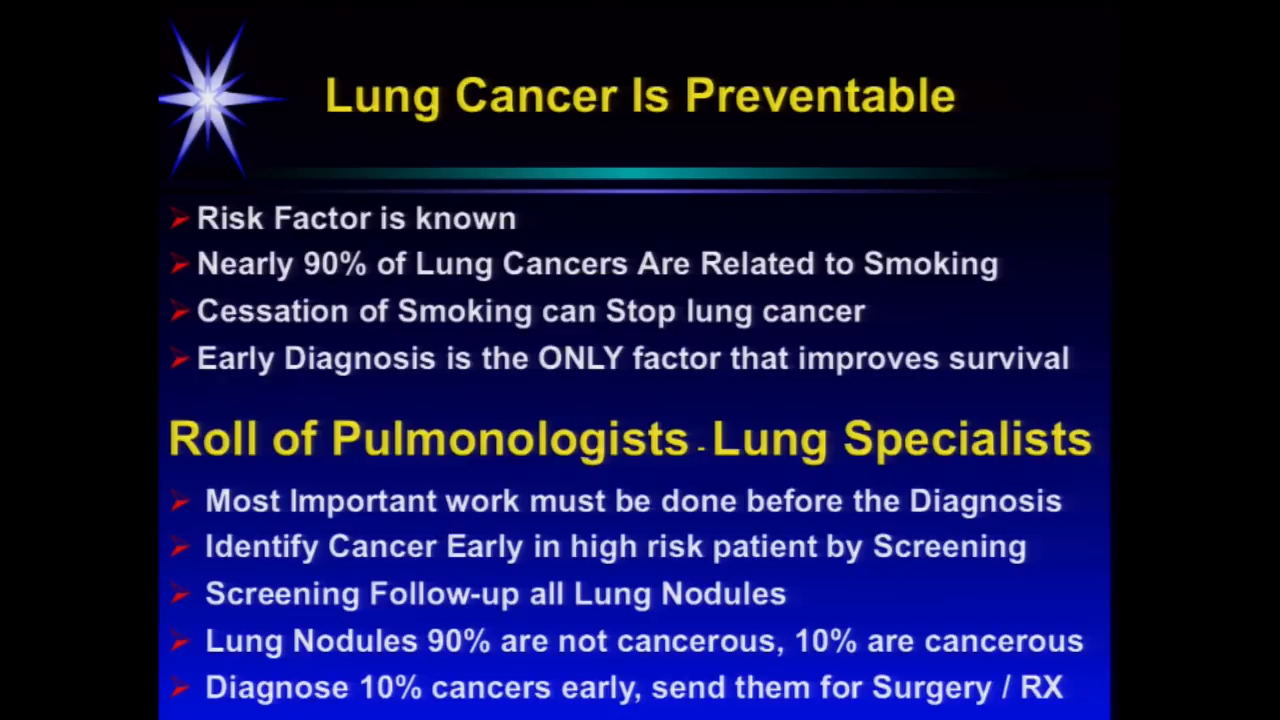 Lung Cancer Is Preventable
Risk Factor is known
Nearly 90% of Lung Cancers Are Related to Smoking
Cessation of Smoking can Stop lung cancer
Early Diagnosis is the ONLY factor that improves survival
Roll of Pulmonologists - Lung Specialists
Most Important work must be done before the Diagnosis
Identify Cancer Early in high risk patient by Screening
Screening Follow-up all Lung Nodules
Lung Nodules 90% are not cancerous, 10% are cancerous
Diagnose 10% cancers early, send them for Surgery / RX